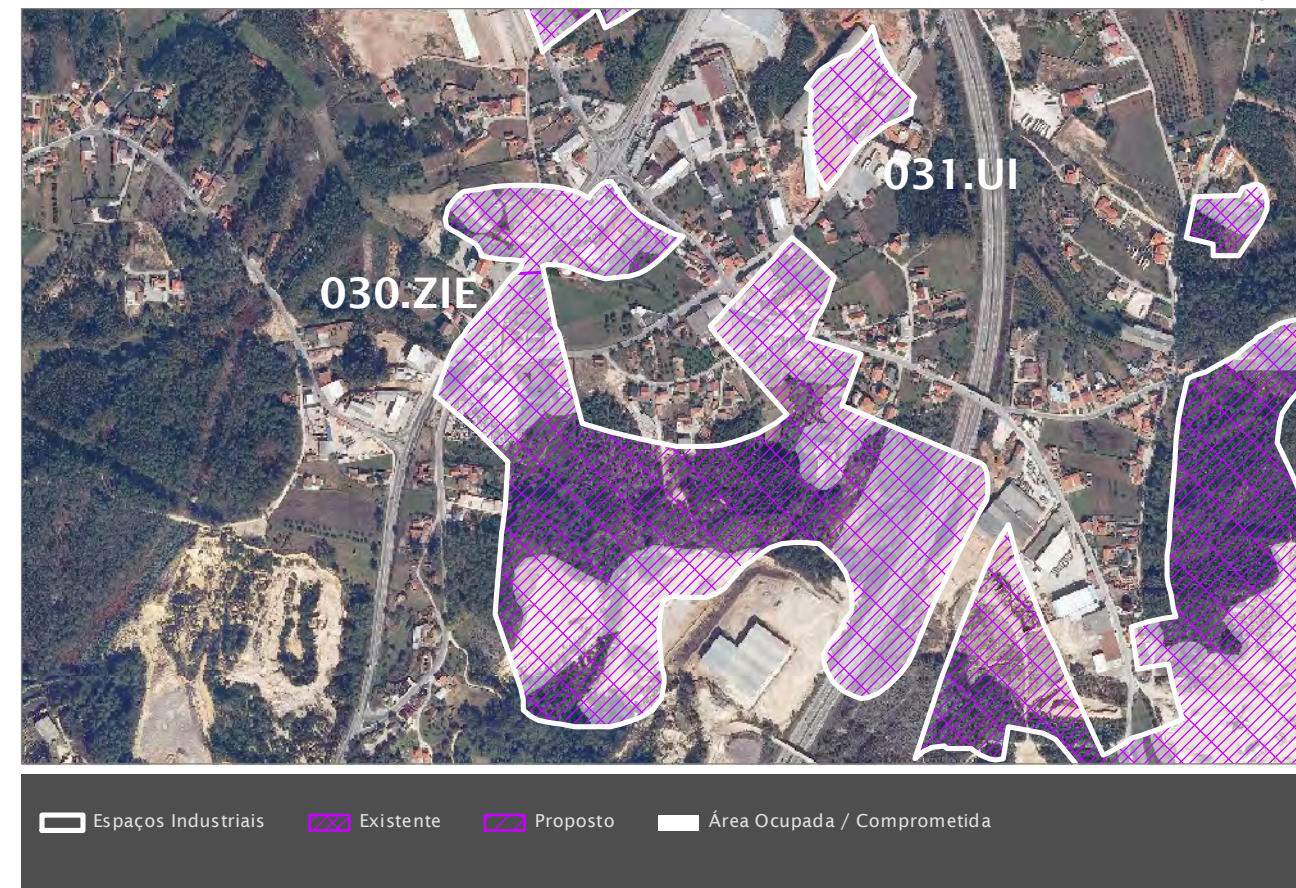 031.UI
030.ZIE
Espaços Industriais
Existente
Proposto
Área Ocupada / Comprometida